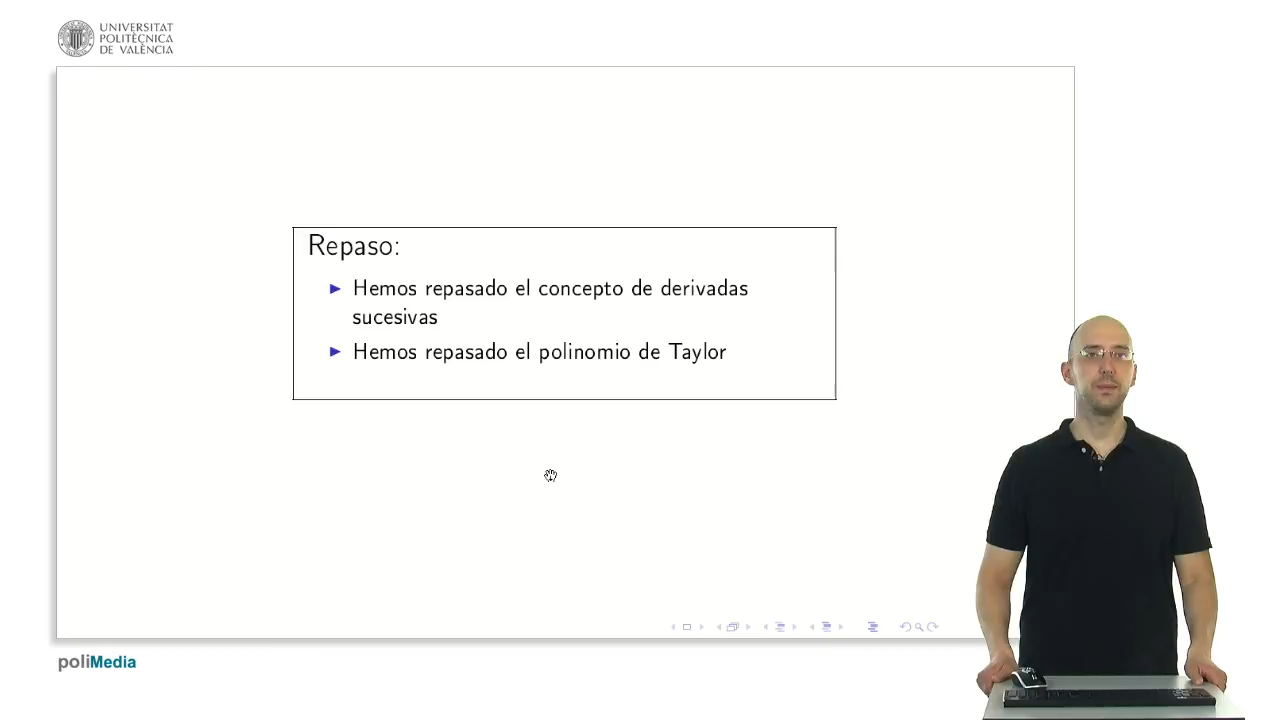 UNIVERSITAT
POLITÈCNICA
DE VALÈNCIA
Repaso:
Hemos repasado el concepto de derivadas
sucesivas
Hemos repasado el polinomio de Taylor
poliMedia